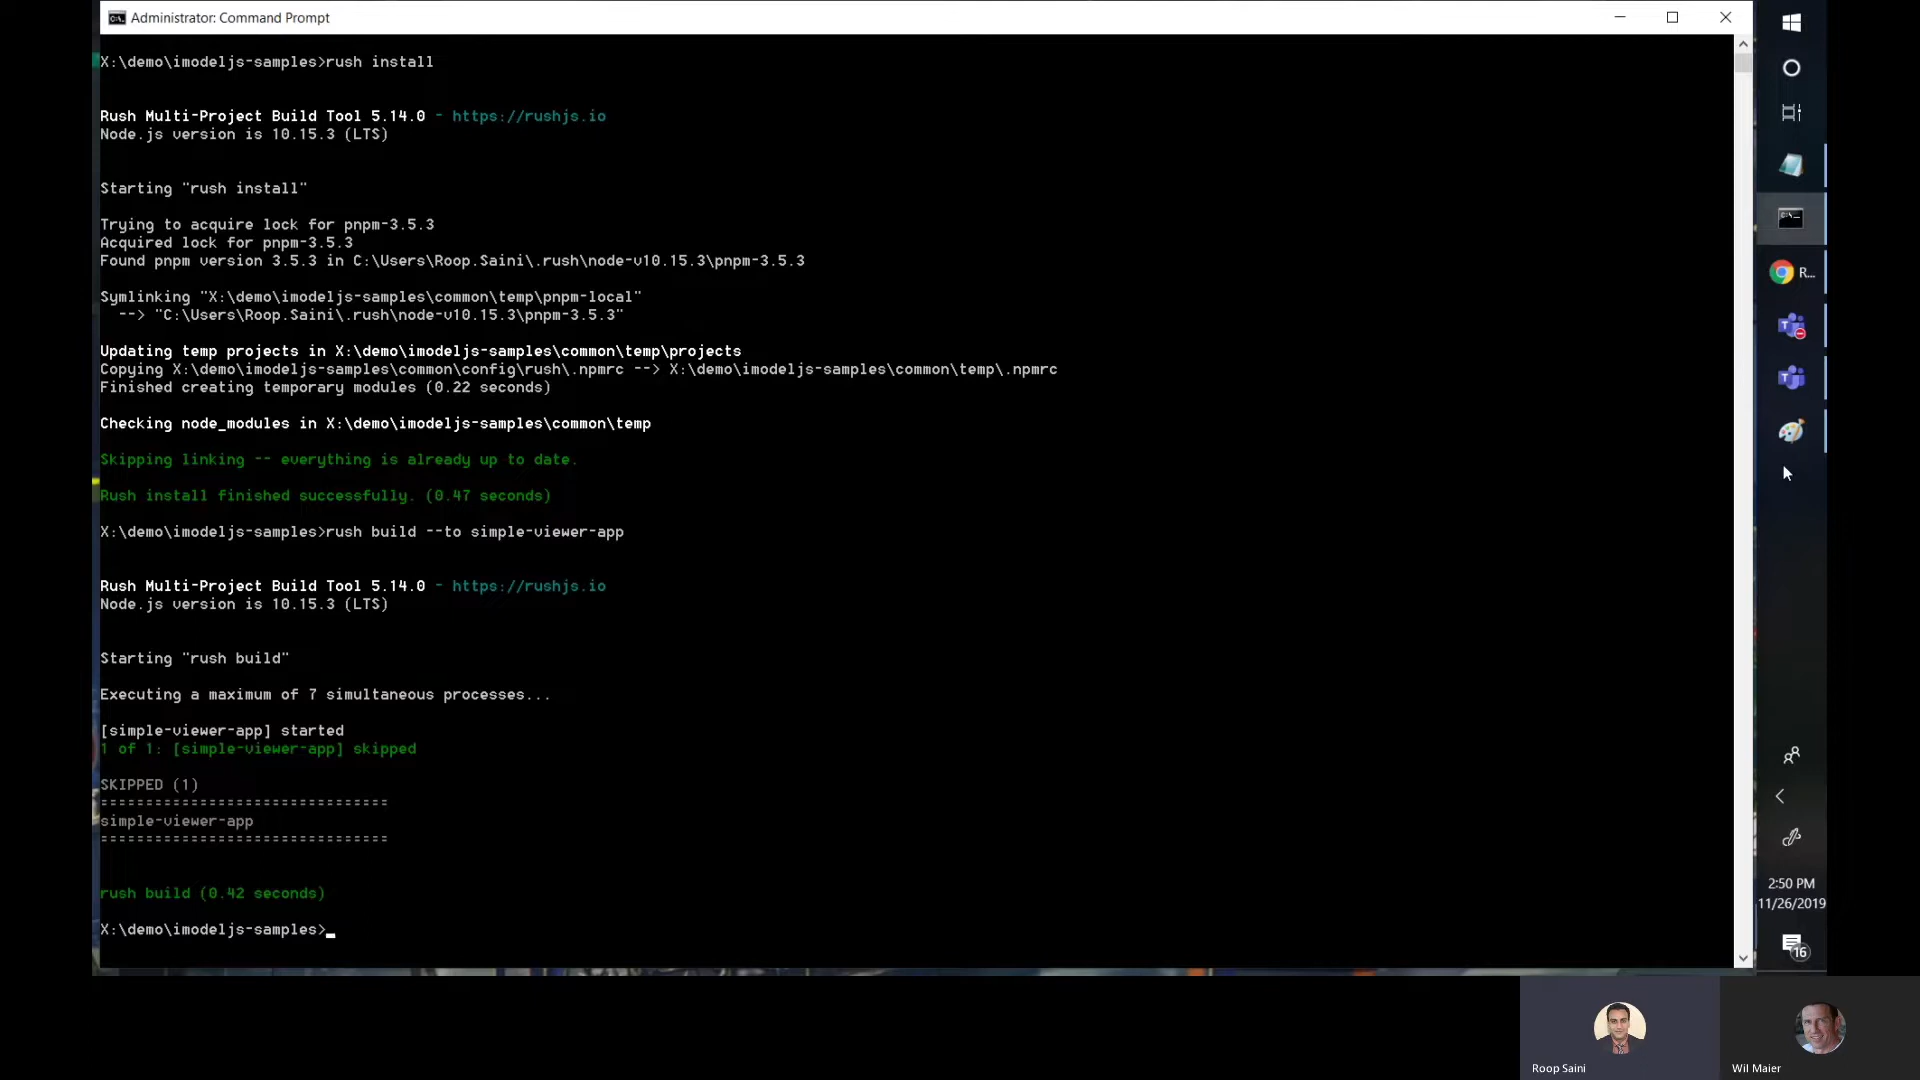 Administrator: Command Prompt
X:\demo\imodeljs-samples>rush install
Rush Multi-Project Build Tool 5.14.0 - https://rushjs.io
Node.js version is 10.15.3 (LTS)
Starting "rush install"
Trying to acquire lock for pnpm-3.5.3
Acquired lock for pnpm-3.5.3
Found pnpm version 3.5.3 in C:\Users\Roop.Saini\.rush\node-v10.15.3\pnpm-3.5.3
Symlinking "X:\demo\imodeljs-samples\common\temp\pnpm-local"
--> "C:\Users\Roop.Saini\.rush\node-v10.15.3\pnpm-3.5.3"
Updating temp projects in X:\demo\imodeljs-samples\common\temp\projects
Copying X:\demo\imodeljs-samples\common\config\rush\.npmrc --> X:\demo\imodeljs-samples\common\temp\.npmrc
Finished creating temporary modules (0.22 seconds)
Checking node_modules in X:\demo\imodeljs-samples\common\temp
Skipping linking -- everything is already up to date.
Rush install finished successfully. (0.47 seconds)
X:\demo\imodeljs-samples>rush build --to simple-viewer-app
Rush Multi-Project Build Tool 5.14.0 - https://rushjs.io
Node.js version is 10.15.3 (LTS)
Starting "rush build"
Executing a maximum of 7 simultaneous processes...
[simple-viewer-app] started
1 of 1: [simple-viewer-app] skipped
SKIPPED (1)
================================
simple-viewer-app
================================
rush build (0.42 seconds)
X:\demo\imodeljs-samples>
R...
2:50 PM
11/26/2019
16
Roop Saini
Wil Maier